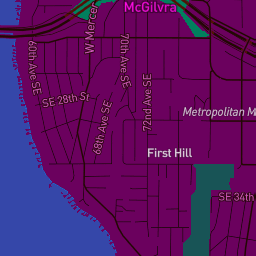 McGilvra
W Mercer
60th Ave SE
70th Ave SE
72nd Ave SE
SE 28th St
68th Ave SE
Metropolitan M
First Hill
SE 34th